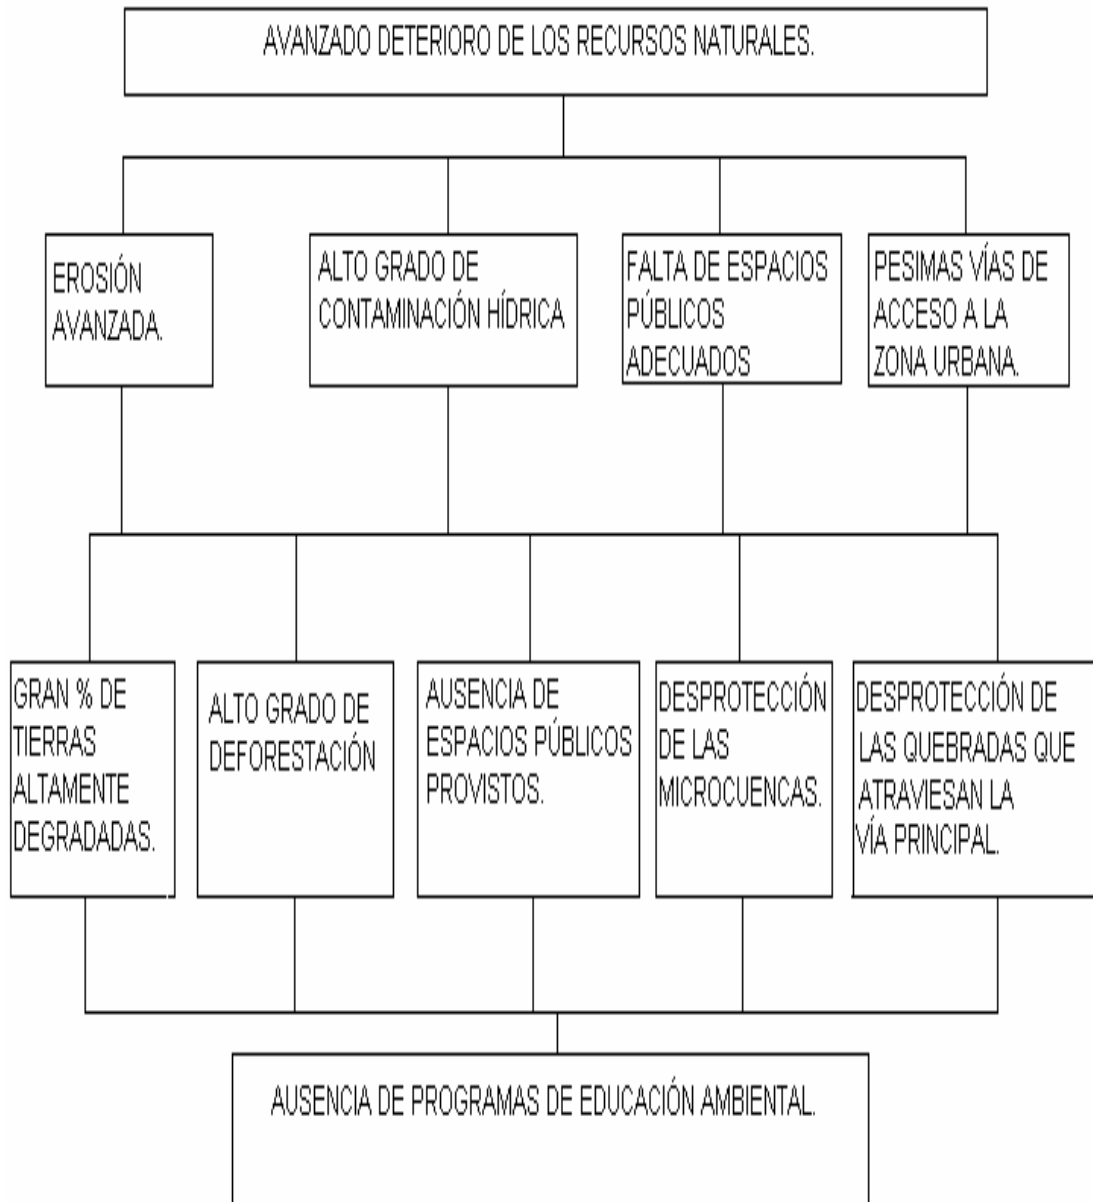 AVANZADO DETERIORO DE LOS RECURSOS NATURALES.
EROSIÓN
AVANZADA.
ALTO GRADO DE
CONTAMINACIÓN HÍDRICA
FALTA DE ESPACIOS
PÚBLICOS
ADECUADOS
PESIMAS VÍAS DE
ACCESO A LA
ZONA URBANA.
GRAN % DE
TIERRAS
ALTAMENTE
DEGRADADAS.
ALTO GRADO DE
DEFORESTACIÓN
AUSENCIA DE
ESPACIOS PÚBLICOS
PROVISTOS.
DESPROTECCIÓN
DE LAS
MICROCUENCAS.
DESPROTECCIÓN DE
LAS QUEBRADAS QUE
ATRAVIESAN LA
VÍA PRINCIPAL.
AUSENCIA DE PROGRAMAS DE EDUCACIÓN AMBIENTAL.